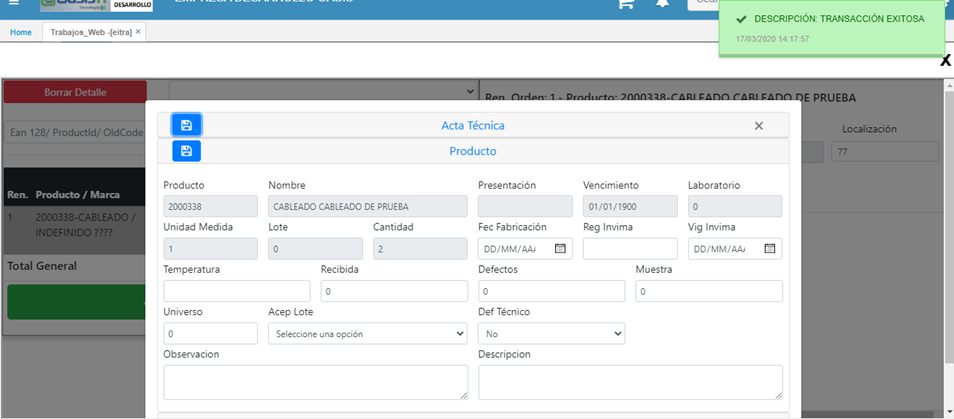 DESARROLLO
DESCRIPCIÓN: TRANSACCIÓN EXITOSA
17/03/2020 14:17:57
Home
Trabajos_Web -[eitra] ×
X
Borrar Detalle
Ren. Orden: 1 - Producto: 2000338-CABLEADO CABLEADO DE PRUEBA
Ean 128/ ProductId/ OldCode
Localización
77
Acta Técnica
×
Producto
Ren. Producto / Marca
1 2000338-CABLEADO /
INDEFINIDO ????
Total General
Producto Nombre Presentación Vencimiento Laboratorio
2000338 CABLEADO CABLEADO DE PRUEBA 01/01/1900 0
Unidad Medida Lote Cantidad Fec Fabricación Reg Invima Vig Invima
1 0 2 DD/MM/AA DD/MM/AA
Temperatura Recibida Defectos Muestra
0 0 0
Universo Acep Lote Def Técnico
0 Seleccione una opción No
Observacion Descripcion